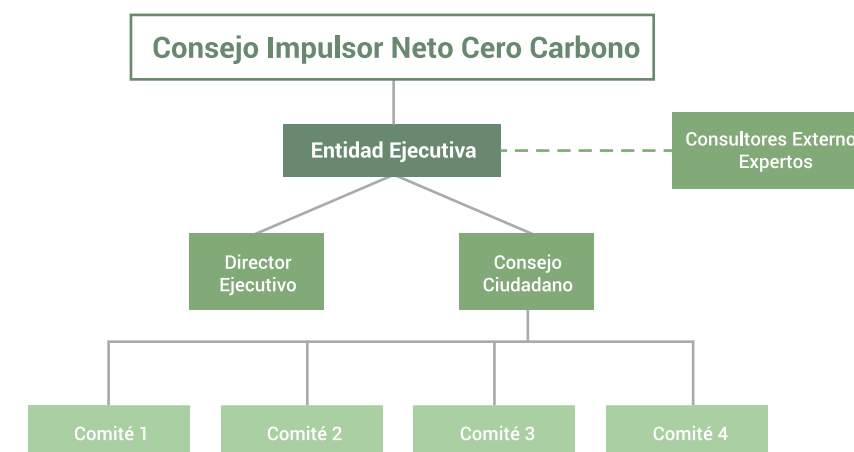 Consejo Impulsor Neto Cero Carbono
Entidad Ejecutiva
Consultores Externo
Expertos
Director
Ejecutivo
Consejo
Ciudadano
Comité 1
Comité 2
Comité 3
Comité 4